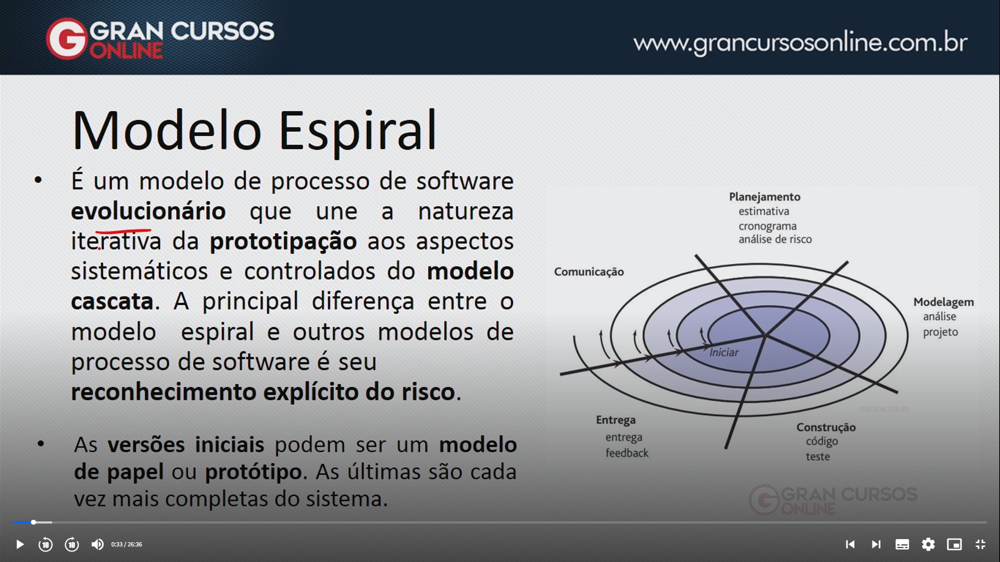 GRAN CURSOS
ONLINE
www.grancursosonline.com.br
Modelo Espiral
• É um modelo de processo de software
evolucionário que une a natureza
iterativa da prototipação aos aspectos
sistemáticos e controlados do modelo
cascata. A principal diferença entre o
modelo espiral e outros modelos de
processo de software é seu
reconhecimento explícito do risco.
• As versões iniciais podem ser um modelo
de papel ou protótipo. As últimas são cada
vez mais completas do sistema.
Planejamento
estimativa
cronograma
análise de risco
Comunicação
Modelagem
análise
projeto
Iniciar
054.504.153-89
Entrega
entrega
feedback
Construção
código
teste
GRAN CURSOS
ONLINE
10
10
0:33 / 26:36